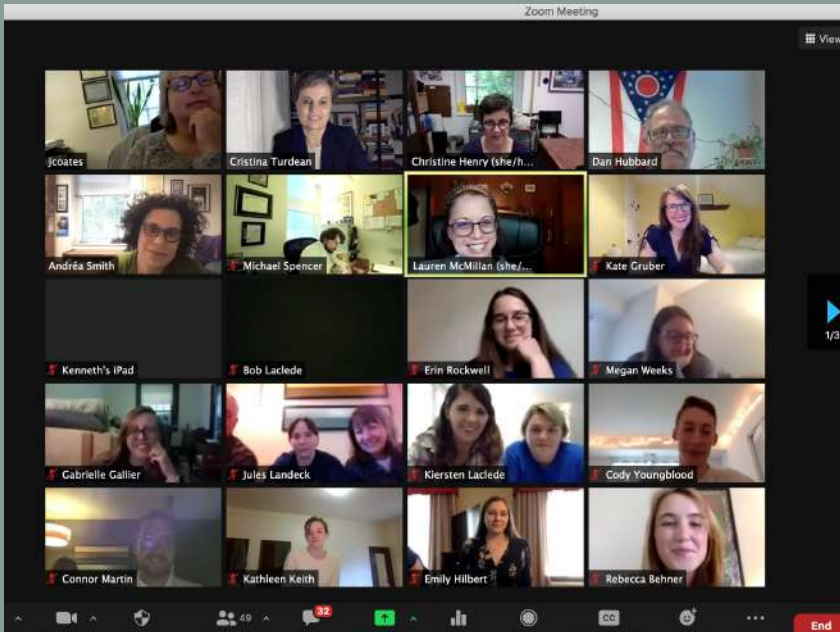 Zoom Meeting
View
jcoates
Cristina Turdean
Christine Henry (she/h...
Dan Hubbard
Andréa Smith
Michael Spencer
Lauren McMillan (she/...
Kate Gruber
Kenneth's iPad
Bob Laclede
Erin Rockwell
Megan Weeks
1/3
Gabrielle Gallier
Jules Landeck
Kiersten Laclede
Cody Youngblood
Connor Martin
Kathleen Keith
Emily Hilbert
Rebecca Behner
49
32
CC
End